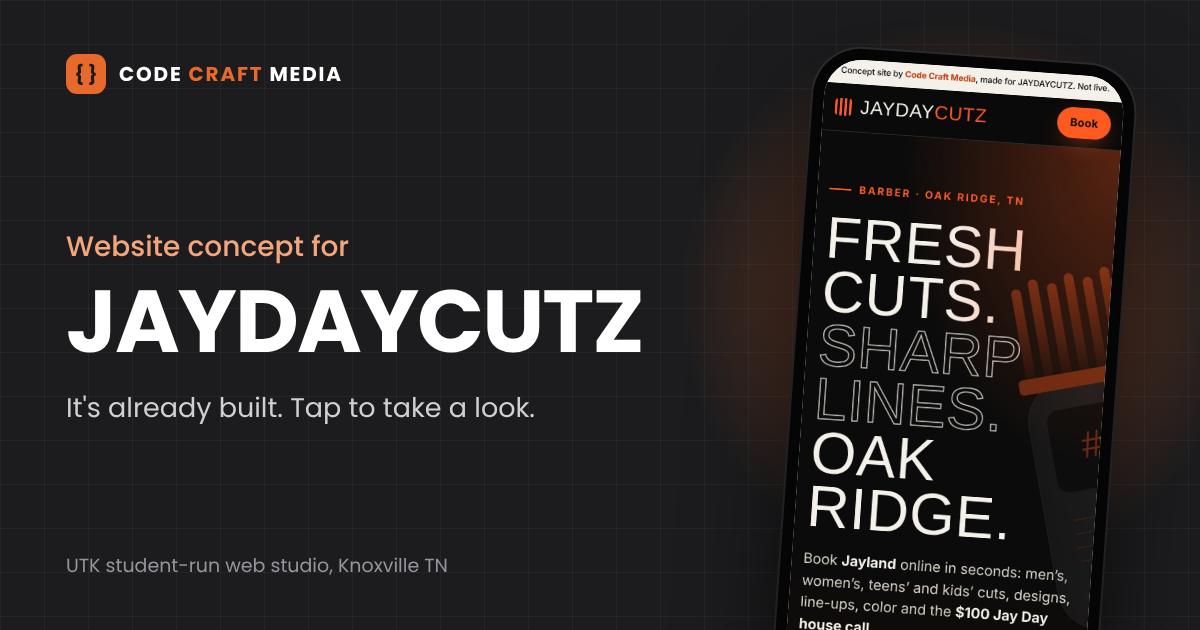 { } CODE CRAFT MEDIA
Website concept for
JAYDAYCUTZ
It's already built. Tap to take a look.
UTK student-run web studio, Knoxville TN
Concept site by Code Craft Media, made for JAYDAYCUTZ. Not live.
JAYDAYCUTZ
Book
BARBER · OAK RIDGE, TN
FRESH
CUTS.
SHARP
LINES.
OAK
RIDGE.
Book Jayland online in seconds: men's,
women's, teens' and kids' cuts, designs,
line-ups, color and the $100 Jay Day
house call